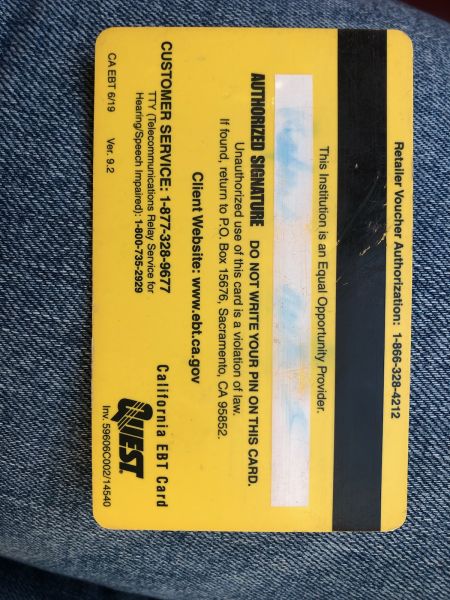 Retailer Voucher Authorization: 1-866-328-4212
This Institution is an Equal Opportunity Provider.
AUTHORIZED SIGNATURE DO NOT WRITE YOUR PIN ON THIS CARD.
Unauthorized use of this card is a violation of law.
If found, return to P.O. Box 15676, Sacramento, CA 95852.
Client Website: www.ebt.ca.gov
CUSTOMER SERVICE: 1-877-328-9677
TTY (Telecommunications Relay Service for
Hearing/Speech Impaired): 1-800-735-2929
California EBT Card
QUEST
CA EBT 6/19 Ver. 9.2
Inv. 59606C002/14540